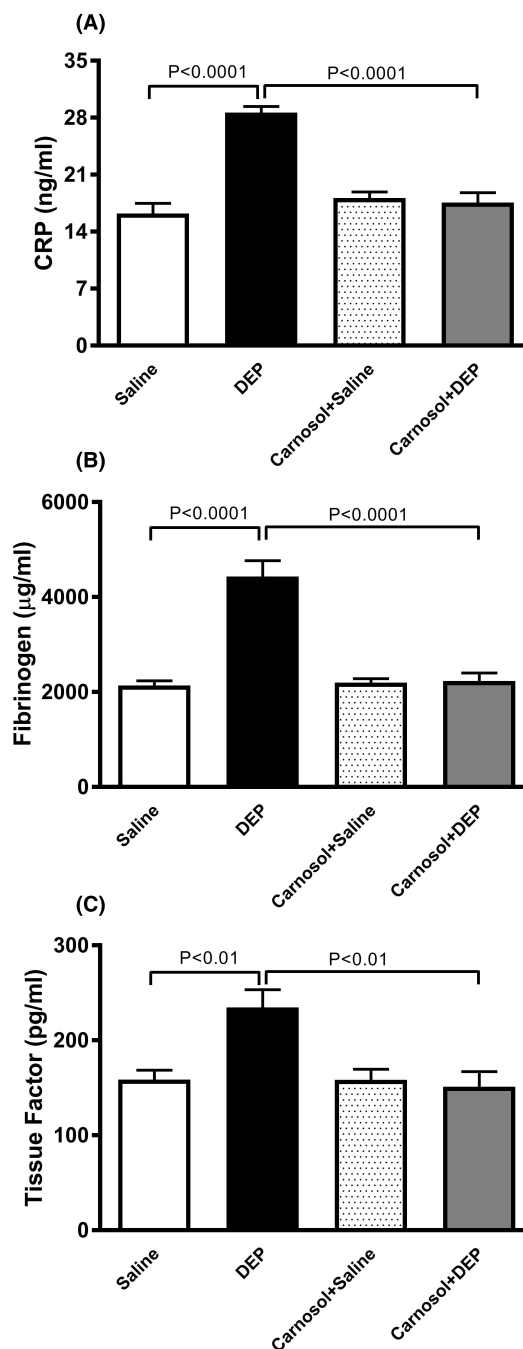 (A)
P<0.0001
P<0.0001
CRP (ng/ml)
35
28
21
14
7
0
Saline
DEP
Carnosol+Saline
Carnosol+DEP
(B)
P<0.0001
P<0.0001
Fibrinogen (μg/ml)
6000
4000
2000
0
Saline
DEP
Carnosol+Saline
Carnosol+DEP
(C)
P<0.01
P<0.01
Tissue Factor (pg/ml)
300
200
100
0
Saline
DEP
Carnosol+Saline
Carnosol+DEP